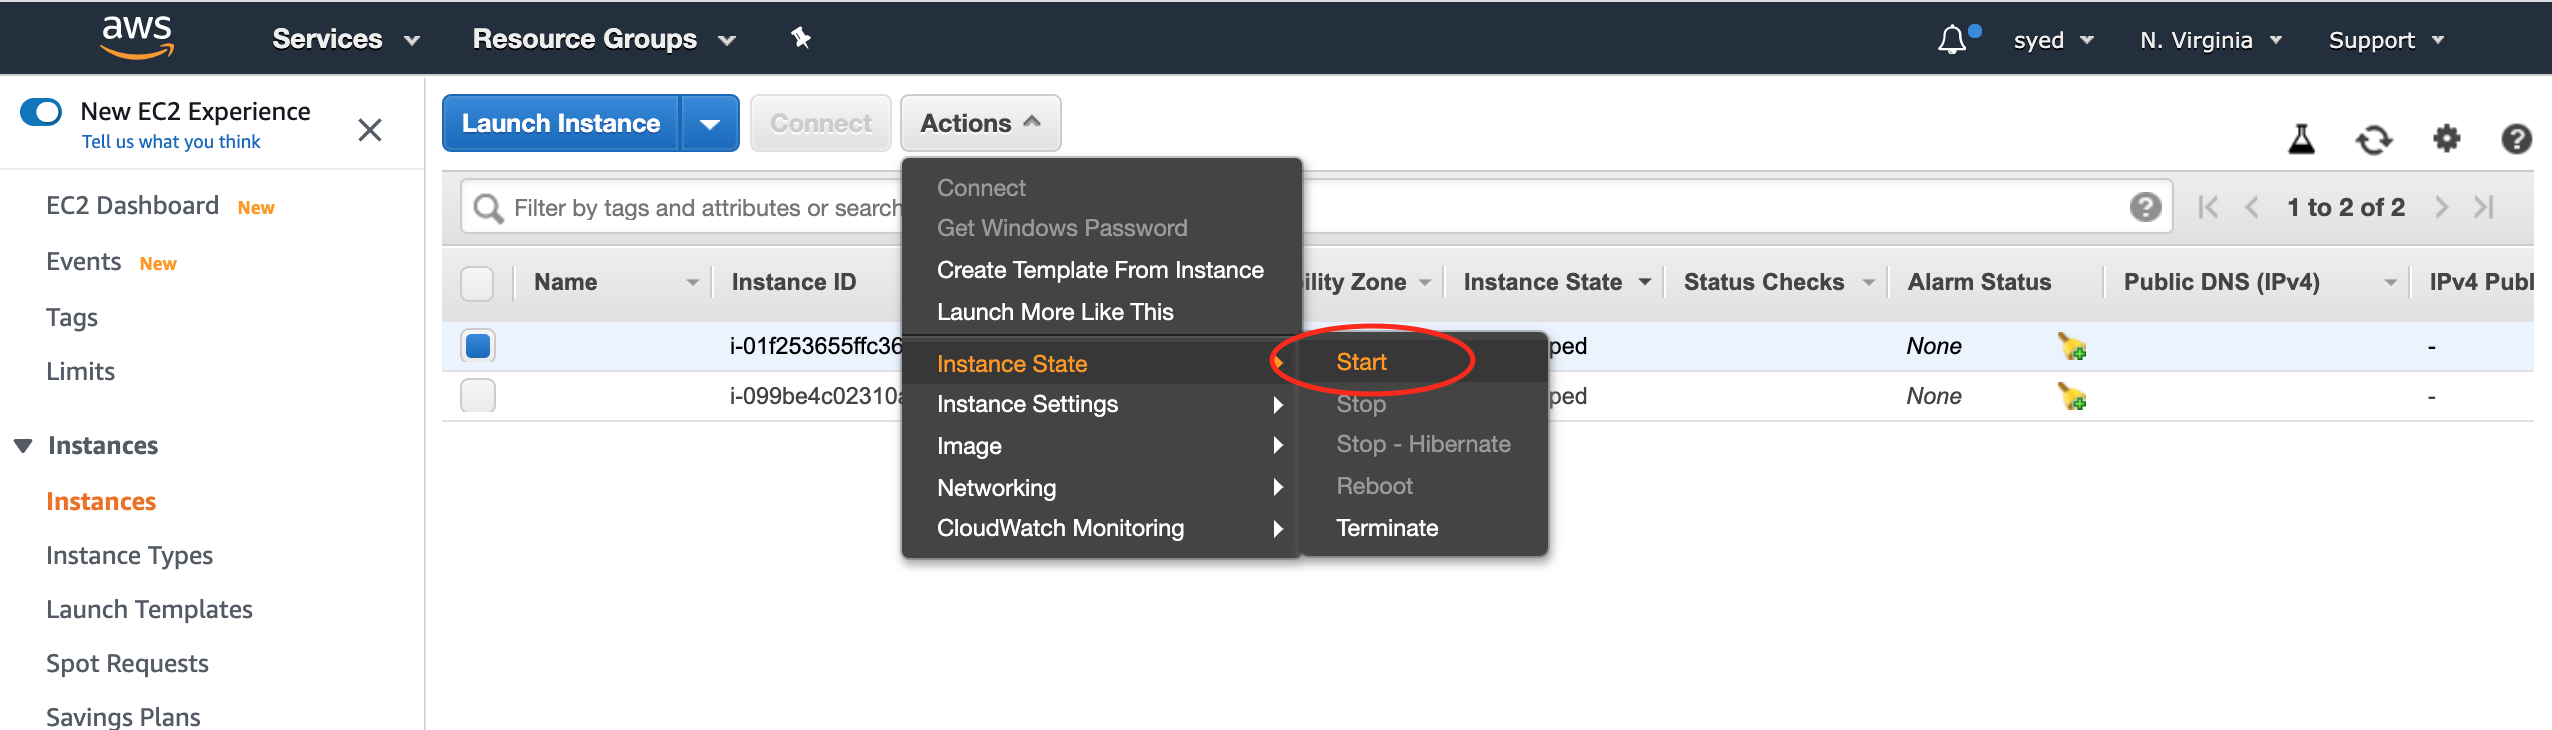 aws Services Resource Groups syed N. Virginia Support
New EC2 Experience
Tell us what you think
EC2 Dashboard New
Events New
Tags
Limits
Instances
Instances
Instance Types
Launch Templates
Spot Requests
Savings Plans
Launch Instance Connect Actions
Filter by tags and attributes or search ? 1 to 2 of 2
Name Instance ID bility Zone Instance State Status Checks Alarm Status Public DNS (IPv4) IPv4 Publ
i-01f253655ffc36 ped None -
i-099be4c02310a ped None -
Connect
Get Windows Password
Create Template From Instance
Launch More Like This
Instance State
Instance Settings
Image
Networking
CloudWatch Monitoring
Start
Stop
Stop - Hibernate
Reboot
Terminate